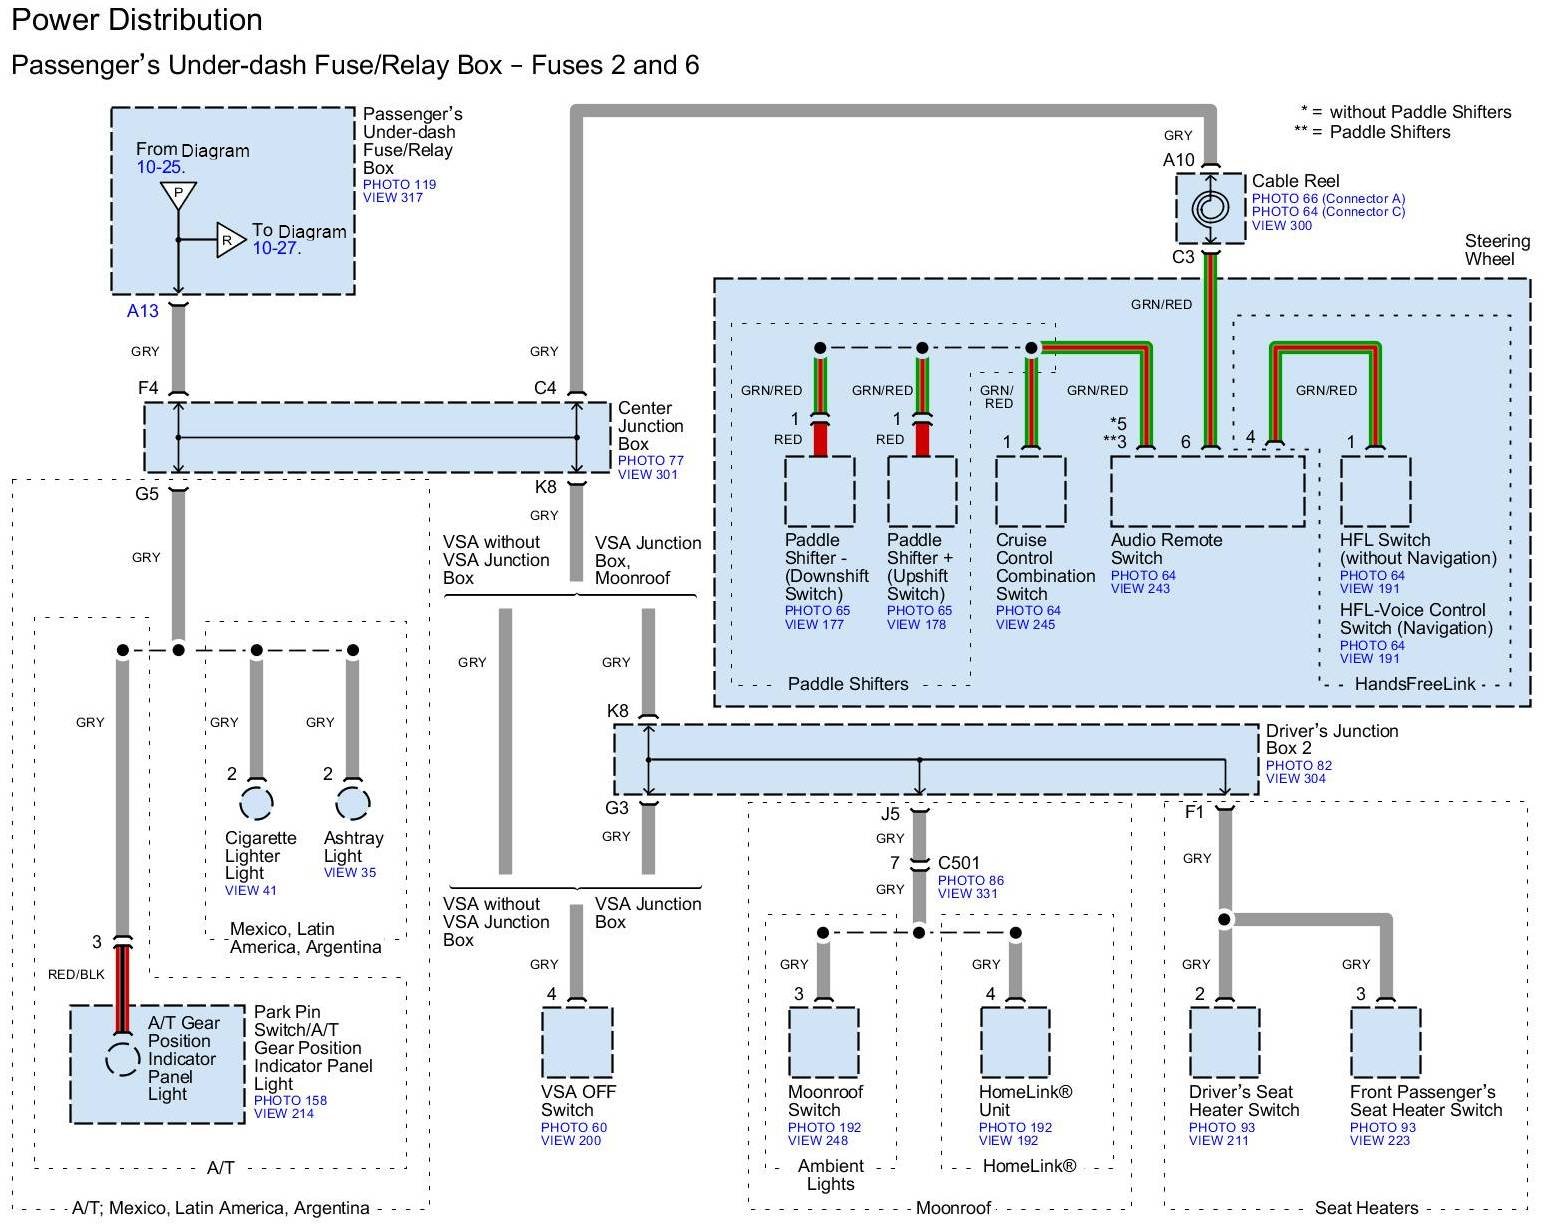 Power Distribution
Passenger's Under-dash Fuse/Relay Box – Fuses 2 and 6
* = without Paddle Shifters
** = Paddle Shifters
Passenger's
Under-dash
Fuse/Relay
Box
PHOTO 119
VIEW 317
From Diagram
10-25.
P
R
To Diagram
10-27.
A13
GRY
F4
GRY
C4
Center
Junction
Box
PHOTO 77
VIEW 301
GRY
A10
Cable Reel
PHOTO 66 (Connector A)
PHOTO 64 (Connector C)
VIEW 300
C3
Steering
Wheel
GRN/RED
GRN/RED
1
RED
GRN/RED
1
RED
GRN/
RED
1
GRN/RED
*5
**3
6
4
GRN/RED
1
Paddle
Shifter -
(Downshift
Switch)
PHOTO 65
VIEW 177
Paddle
Shifter +
(Upshift
Switch)
PHOTO 65
VIEW 178
Cruise
Control
Combination
Switch
PHOTO 64
VIEW 245
Audio Remote
Switch
PHOTO 64
VIEW 243
HFL Switch
(without Navigation)
PHOTO 64
VIEW 191
HFL-Voice Control
Switch (Navigation)
PHOTO 64
VIEW 191
Paddle Shifters
HandsFreeLink
G5
GRY
K8
GRY
VSA without
VSA Junction
Box
VSA Junction
Box,
Moonroof
GRY
GRY
K8
Driver's Junction
Box 2
PHOTO 82
VIEW 304
G3
GRY
VSA without
VSA Junction
Box
VSA Junction
Box
GRY
4
VSA OFF
Switch
PHOTO 60
VIEW 200
GRY
GRY
2
GRY
2
Cigarette
Lighter
Light
VIEW 41
Ashtray
Light
VIEW 35
Mexico, Latin
America, Argentina
3
RED/BLK
A/T Gear
Position
Indicator
Panel
Light
Park Pin
Switch/A/T
Gear Position
Indicator Panel
Light
PHOTO 158
VIEW 214
A/T
A/T; Mexico, Latin America, Argentina
J5
GRY
7
C501
PHOTO 86
VIEW 331
GRY
GRY
3
GRY
4
Moonroof
Switch
PHOTO 192
VIEW 248
HomeLink®
Unit
PHOTO 192
VIEW 192
Ambient
Lights
HomeLink®
Moonroof
F1
GRY
GRY
2
GRY
3
Driver's Seat
Heater Switch
PHOTO 93
VIEW 211
Front Passenger's
Seat Heater Switch
PHOTO 93
VIEW 223
Seat Heaters